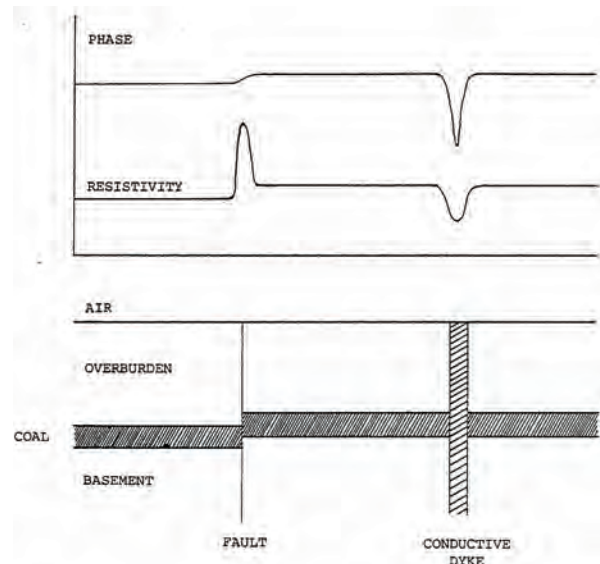 PHASE
RESISTIVITY
AIR
OVERBURDEN
COAL
BASEMENT
FAULT
CONDUCTIVE
DYKE